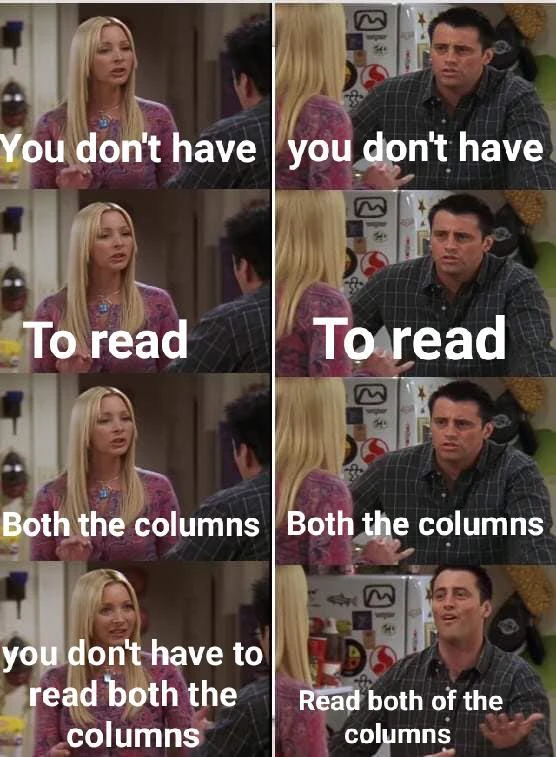 You don't have
you don't have
To read
To read
Both the columns
Both the columns
you don't have to
read both the
columns
Read both of the
columns